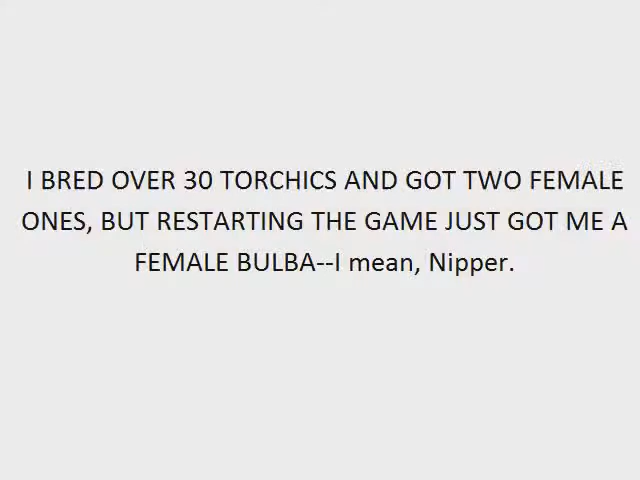 I BRED OVER 30 TORCHICS AND GOT TWO FEMALE
ONES, BUT RESTARTING THE GAME JUST GOT ME A
FEMALE BULBA--I mean, Nipper.